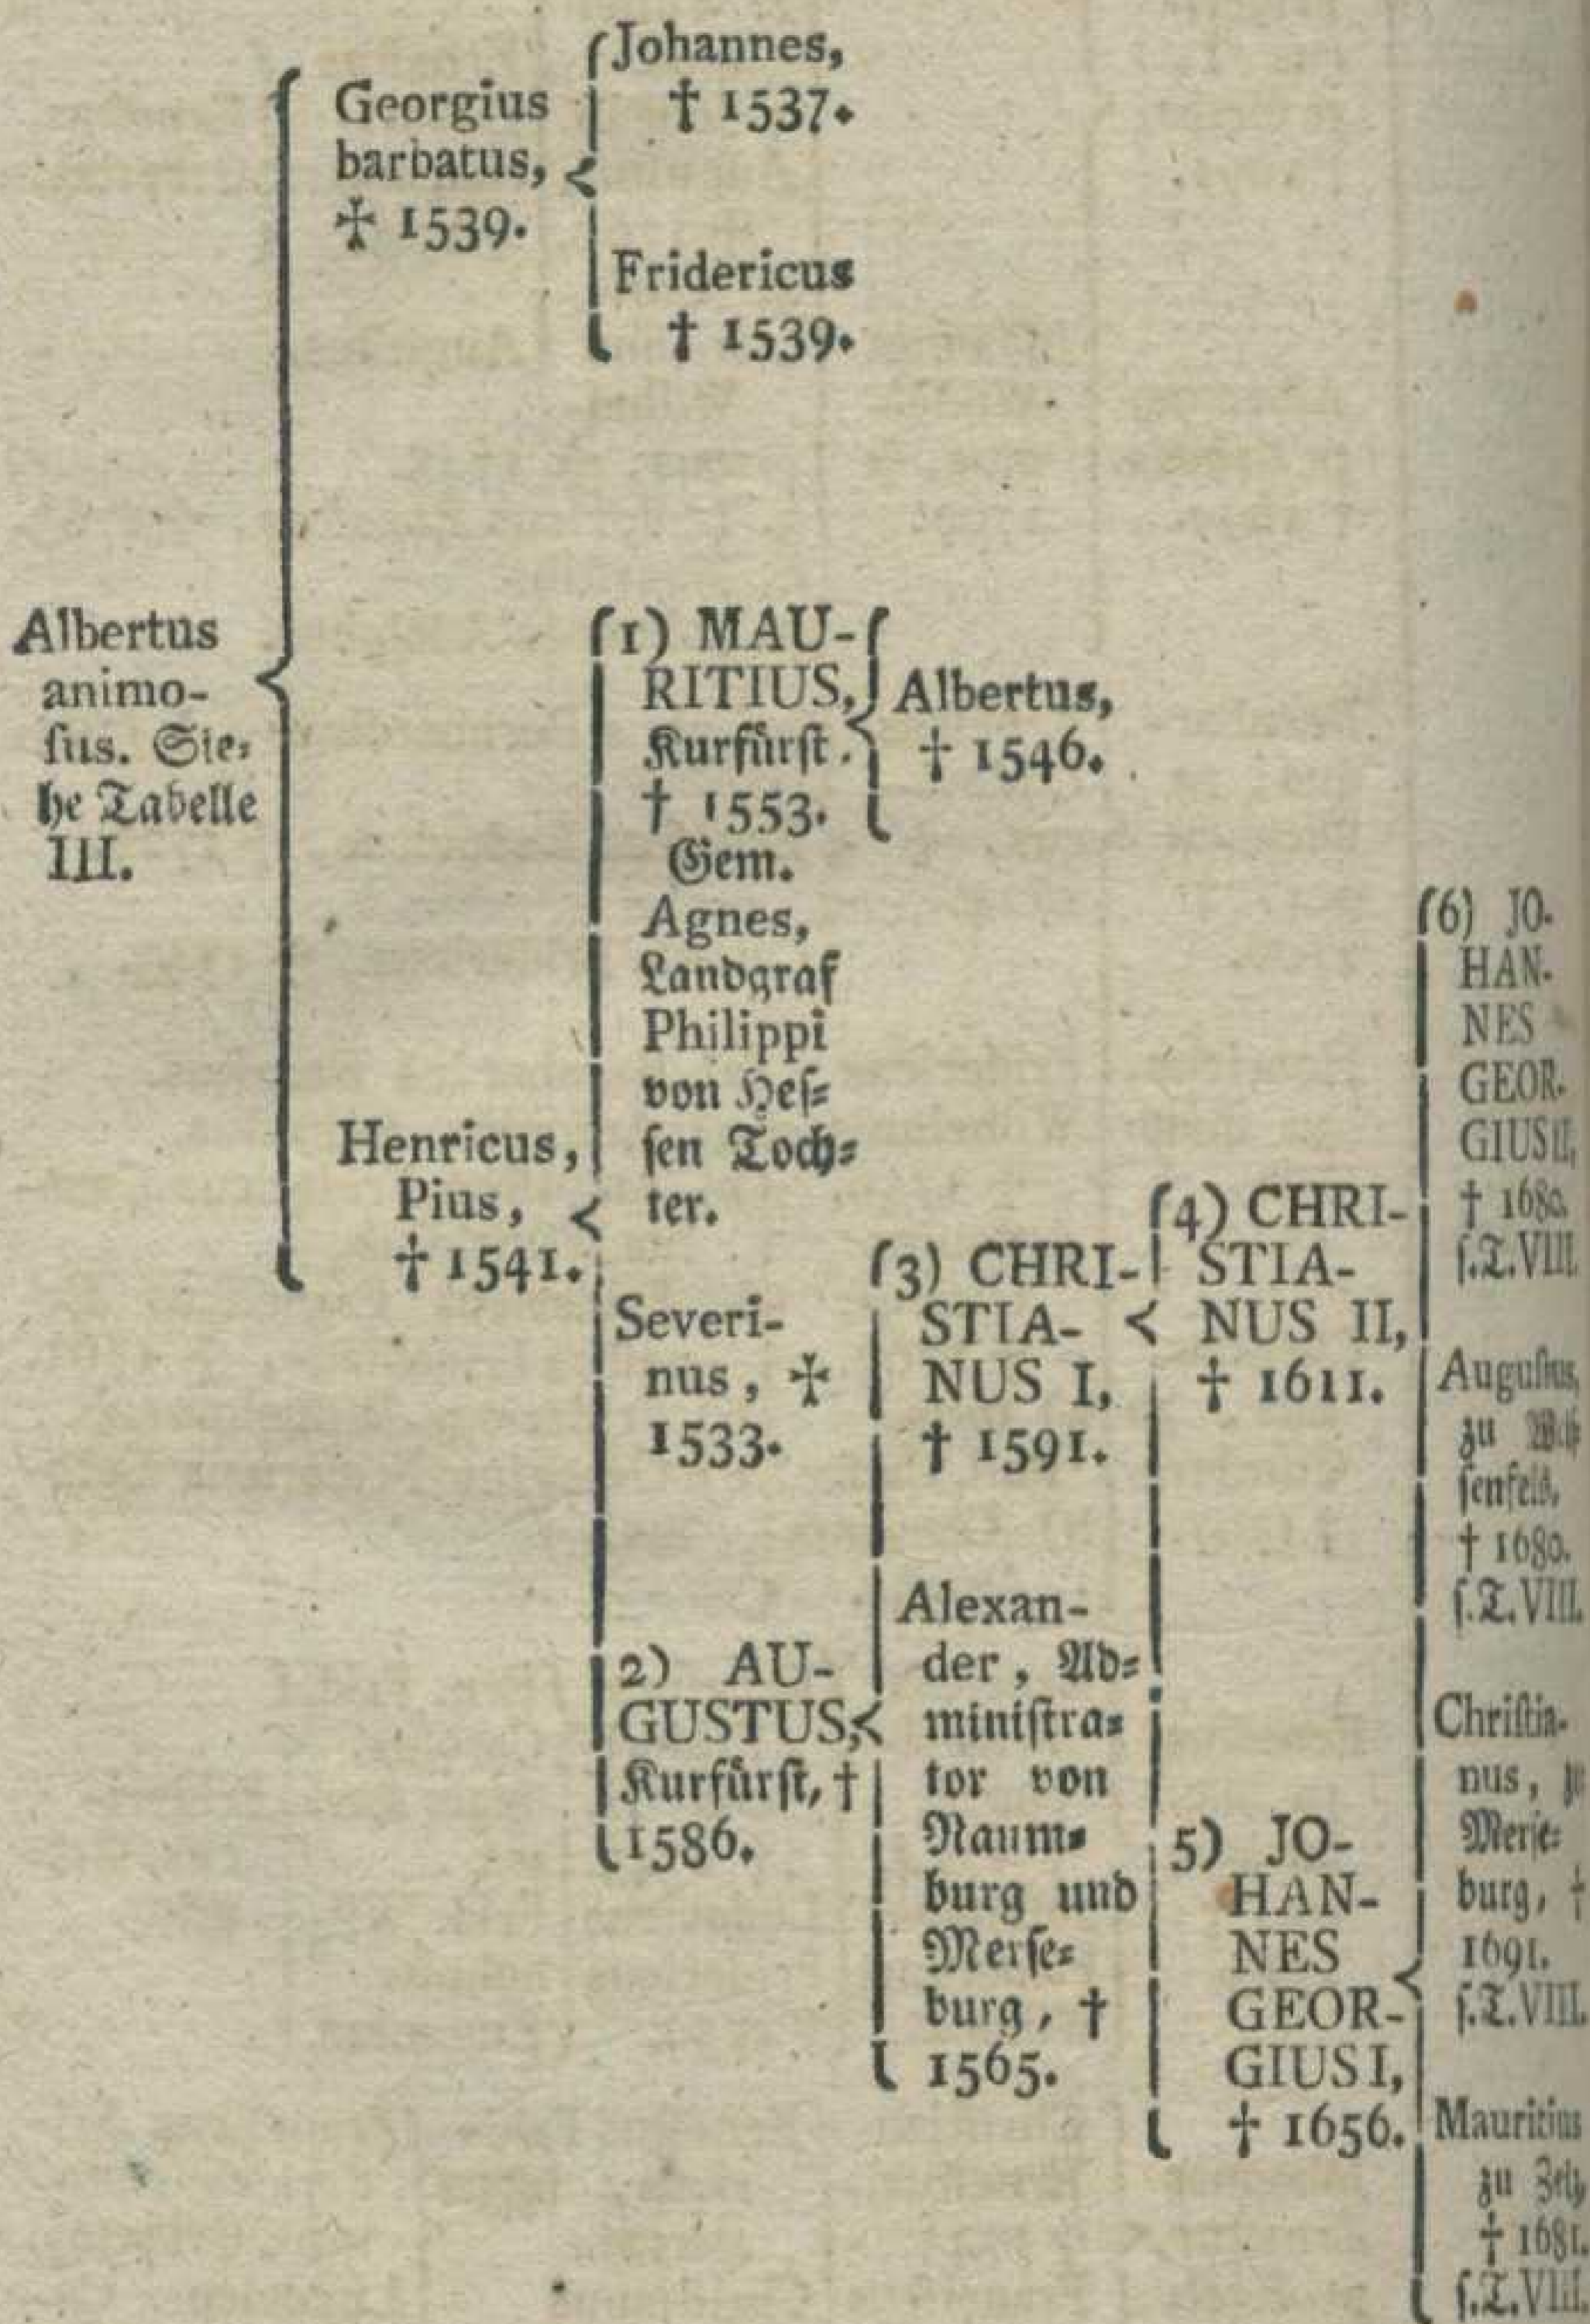 Albertus
animo-
ſus. Sie⸗
he Tabelle
III.
Georgius
barbatus,
✠ 1539.
Johannes,
† 1537.
Fridericus
† 1539.
Henricus,
Pius,
† 1541.
(1) MAU-
RITIUS,
Kurfürſt.
† 1553.
Gem.
Agnes,
Landgraf
Philippi
von Heſ⸗
ſen Toch⸗
ter.
Albertus,
† 1546.
Severi-
nus, ✠
1533.
2) AU-
GUSTUS,
Kurfürſt, †
1586.
(3) CHRI-
STIA-
NUS I,
† 1591.
Alexan-
der, Ad⸗
miniſtra⸗
tor von
Naum⸗
burg und
Merſe⸗
burg, †
1565.
(4) CHRI-
STIA-
NUS II,
† 1611.
5) JO-
HAN-
NES
GEOR-
GIUS I,
† 1656.
(6) JO-
HAN-
NES
GEOR-
GIUS II,
† 1680.
ſ. T. VIII.
Auguſtus,
zu
ſenfels,
† 1680.
ſ. T. VIII.
Chriſtia-
nus, zu
Merſe⸗
burg, †
1691.
ſ. T. VIII.
Mauritius
zu Zeitz,
† 1681.
ſ. T. VIII.